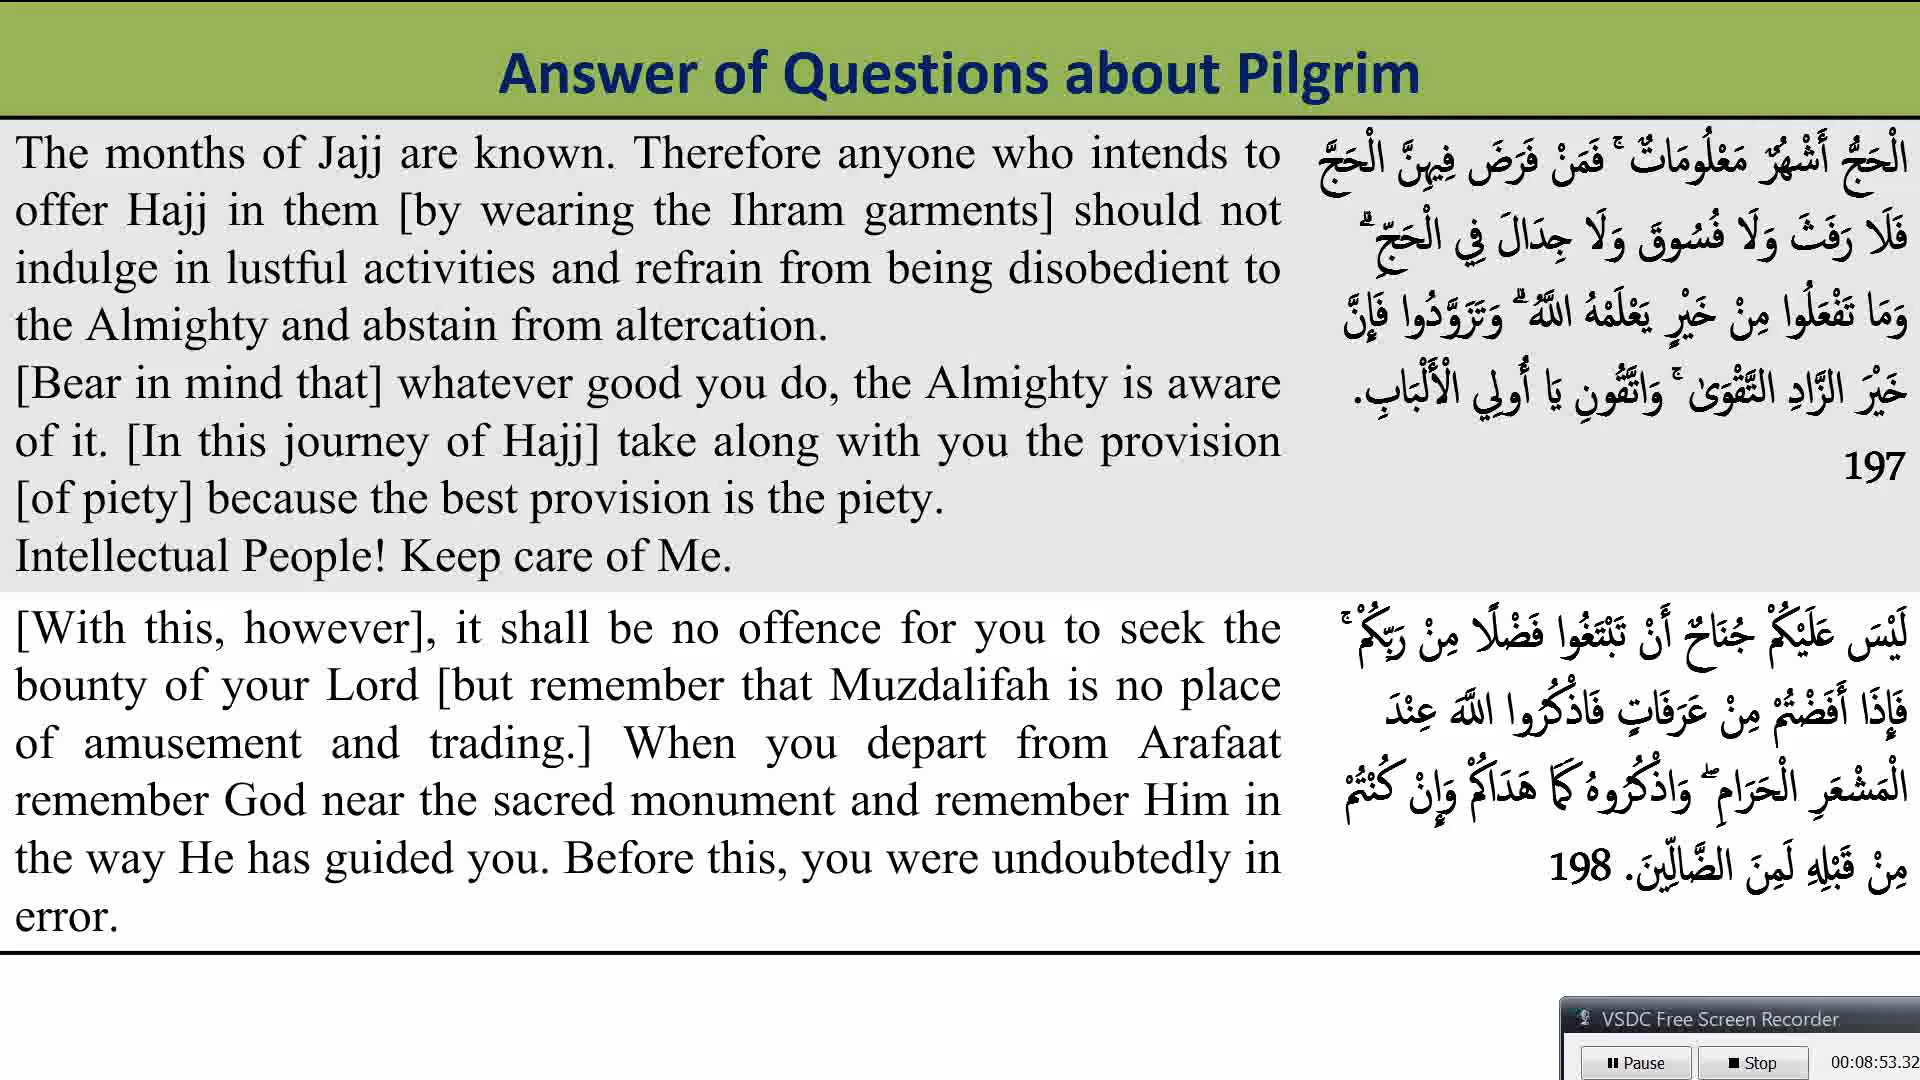 Answer of Questions about Pilgrim
The months of Jajj are known. Therefore anyone who intends to
offer Hajj in them [by wearing the Ihram garments] should not
indulge in lustful activities and refrain from being disobedient to
the Almighty and abstain from altercation.
[Bear in mind that] whatever good you do, the Almighty is aware
of it. [In this journey of Hajj] take along with you the provision
[of piety] because the best provision is the piety.
Intellectual People! Keep care of Me.
الْحَجُّ أَشْهُرٌ مَعْلُومَاتٌ ۚ فَمَنْ فَرَضَ فِيهِنَّ الْحَجَّ
فَلَا رَفَثَ وَلَا فُسُوقَ وَلَا جِدَالَ فِي الْحَجِّ ۗ
وَمَا تَفْعَلُوا مِنْ خَيْرٍ يَعْلَمْهُ اللَّهُ ۗ وَتَزَوَّدُوا فَإِنَّ
خَيْرَ الزَّادِ التَّقْوَىٰ ۚ وَاتَّقُونِ يَا أُولِي الْأَلْبَابِ.
197
[With this, however], it shall be no offence for you to seek the
bounty of your Lord [but remember that Muzdalifah is no place
of amusement and trading.] When you depart from Arafaat
remember God near the sacred monument and remember Him in
the way He has guided you. Before this, you were undoubtedly in
error.
لَيْسَ عَلَيْكُمْ جُنَاحٌ أَنْ تَبْتَغُوا فَضْلًا مِنْ رَبِّكُمْ ۚ
فَإِذَا أَفَضْتُمْ مِنْ عَرَفَاتٍ فَاذْكُرُوا اللَّهَ عِنْدَ
الْمَشْعَرِ الْحَرَامِ ۖ وَاذْكُرُوهُ كَمَا هَدَاكُمْ وَإِنْ كُنْتُمْ
مِنْ قَبْلِهِ لَمِنَ الضَّالِّينَ. 198
VSDC Free Screen Recorder
Pause Stop 00:08:53.32